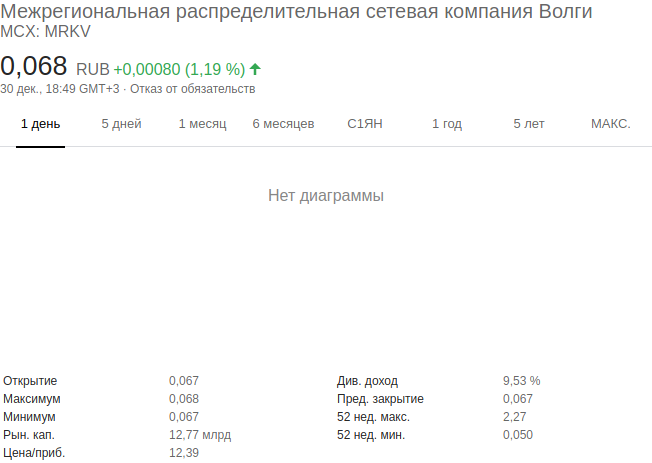 Межрегиональная распределительная сетевая компания Волги
MCX: MRKV
0,068 RUB +0,00080 (1,19 %)
30 дек., 18:49 GMT+3 · Отказ от обязательств
1 день 5 дней 1 месяц 6 месяцев С1ЯН 1 год 5 лет МАКС.
Нет диаграммы
Открытие 0,067 Див. доход 9,53 %
Максимум 0,068 Пред. закрытие 0,067
Минимум 0,067 52 нед. макс. 2,27
Рын. кап. 12,77 млрд 52 нед. мин. 0,050
Цена/приб. 12,39